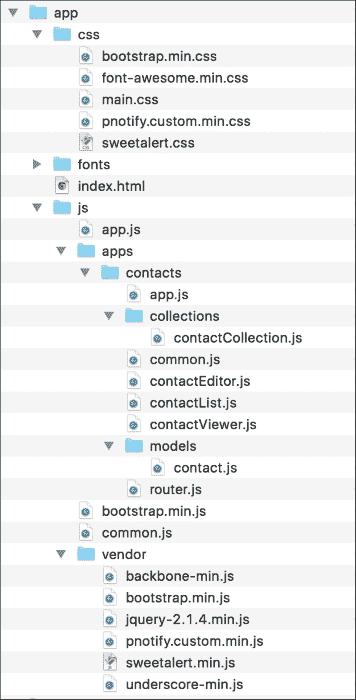 app
css
bootstrap.min.css
font-awesome.min.css
main.css
pnotify.custom.min.css
sweetalert.css
fonts
index.html
js
app.js
apps
contacts
app.js
collections
contactCollection.js
common.js
contactEditor.js
contactList.js
contactViewer.js
models
contact.js
router.js
bootstrap.min.js
common.js
vendor
backbone-min.js
bootstrap.min.js
jquery-2.1.4.min.js
pnotify.custom.min.js
sweetalert.min.js
underscore-min.js